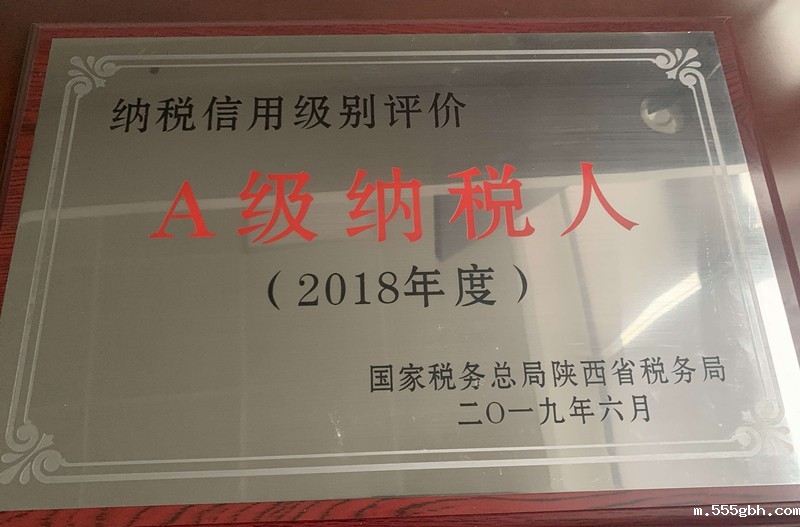 纳税信用级别评价
A级纳税人
（2018年度）
国家税务总局陕西省税务局
二〇一九年六月
m.555gbh.com